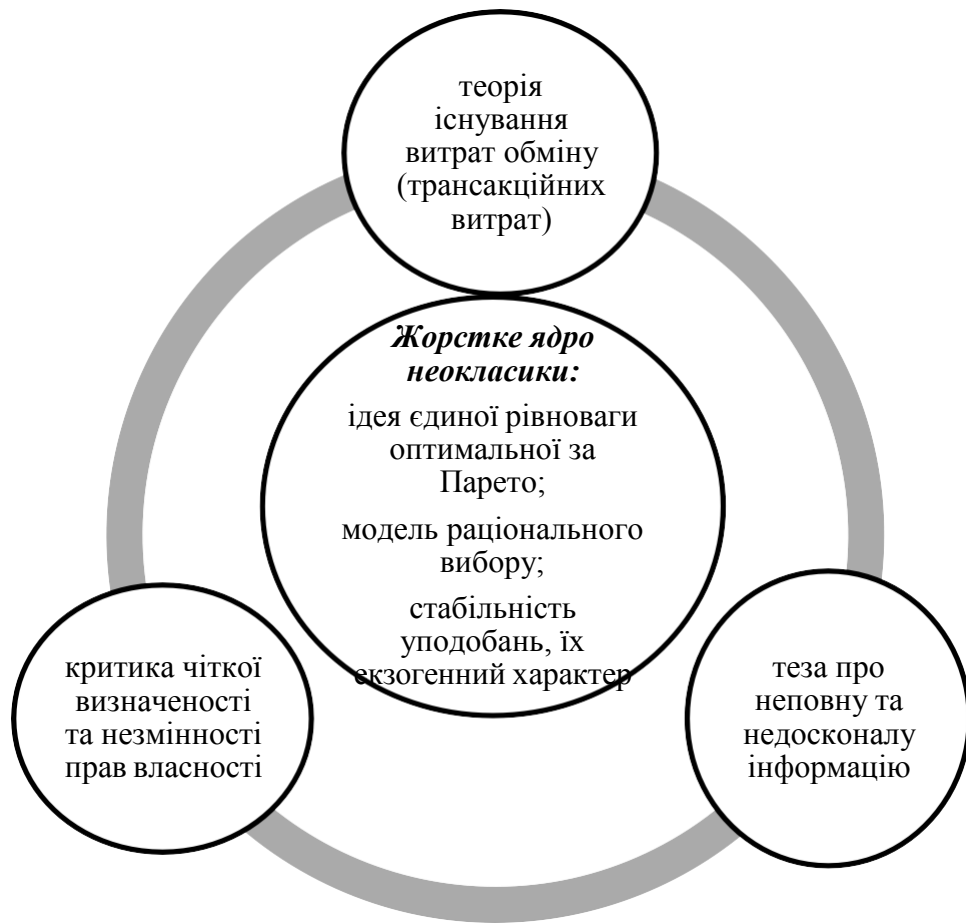 теорія
існування
витрат обміну
(трансакційних
витрат)
Жорстке ядро
неокласики:
ідея єдиної рівноваги
оптимальної за
Парето;
модель раціонального
вибору;
стабільність
уподобань, їх
екзогенний характер
критика чіткої
визначеності
та незмінності
прав власності
теза про
неповну та
недосконалу
інформацію